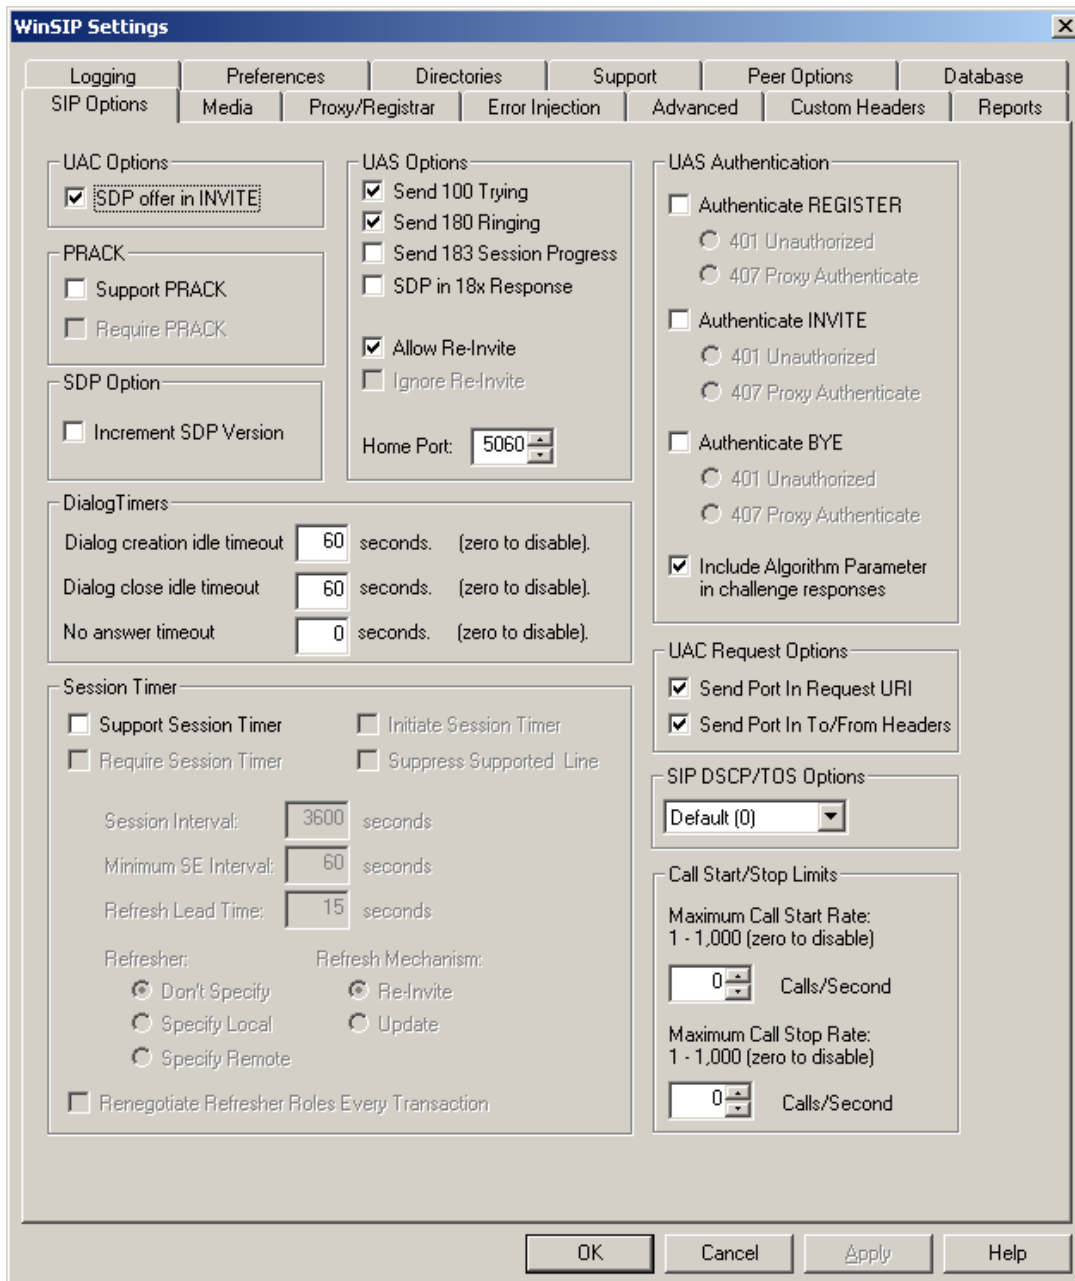 WinSIP Settings
Logging Preferences Directories Support Peer Options Database
SIP Options Media Proxy/Registrar Error Injection Advanced Custom Headers Reports
UAC Options
SDP offer in INVITE
PRACK
Support PRACK
Require PRACK
SDP Option
Increment SDP Version
UAS Options
Send 100 Trying
Send 180 Ringing
Send 183 Session Progress
SDP in 18x Response
Allow Re-Invite
Ignore Re-Invite
Home Port: 5060
UAS Authentication
Authenticate REGISTER
401 Unauthorized
407 Proxy Authenticate
Authenticate INVITE
401 Unauthorized
407 Proxy Authenticate
Authenticate BYE
401 Unauthorized
407 Proxy Authenticate
Include Algorithm Parameter
in challenge responses
DialogTimers
Dialog creation idle timeout 60 seconds. (zero to disable).
Dialog close idle timeout 60 seconds. (zero to disable).
No answer timeout 0 seconds. (zero to disable).
UAC Request Options
Send Port In Request URI
Send Port In To/From Headers
Session Timer
Support Session Timer Initiate Session Timer
Require Session Timer Suppress Supported Line
Session Interval: 3600 seconds
Minimum SE Interval: 60 seconds
Refresh Lead Time: 15 seconds
Refresher: Refresh Mechanism:
Don't Specify Re-Invite
Specify Local Update
Specify Remote
Renegotiate Refresher Roles Every Transaction
SIP DSCP/TOS Options
Default (0)
Call Start/Stop Limits
Maximum Call Start Rate:
1 - 1,000 (zero to disable)
0 Calls/Second
Maximum Call Stop Rate:
1 - 1,000 (zero to disable)
0 Calls/Second
OK Cancel Apply Help